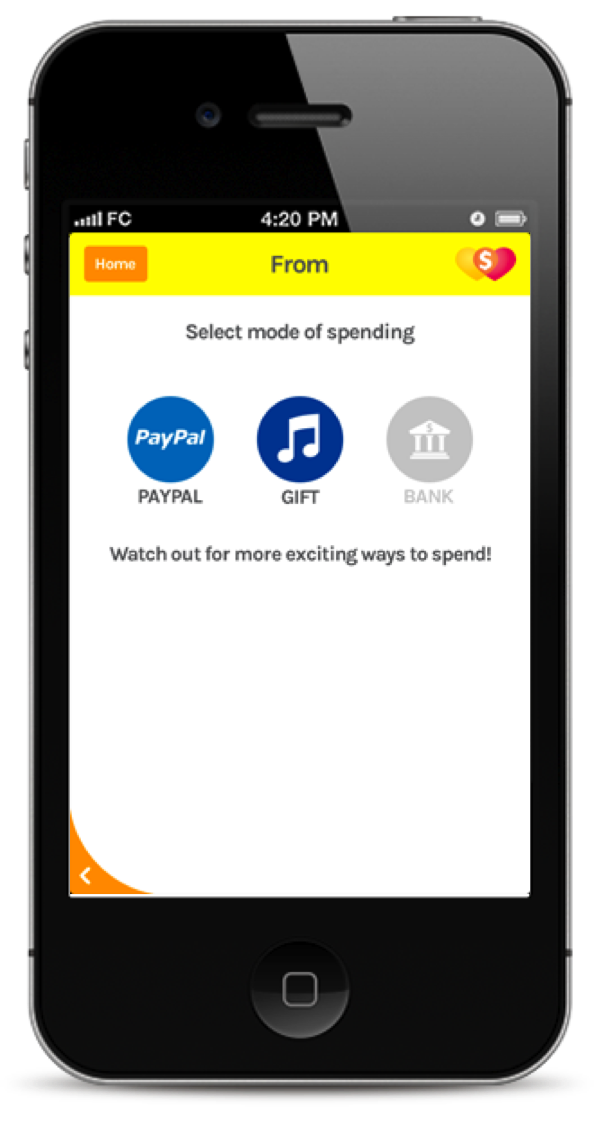 FC 4:20 PM
Home From $
Select mode of spending
PayPal $
PAYPAL GIFT BANK
Watch out for more exciting ways to spend!